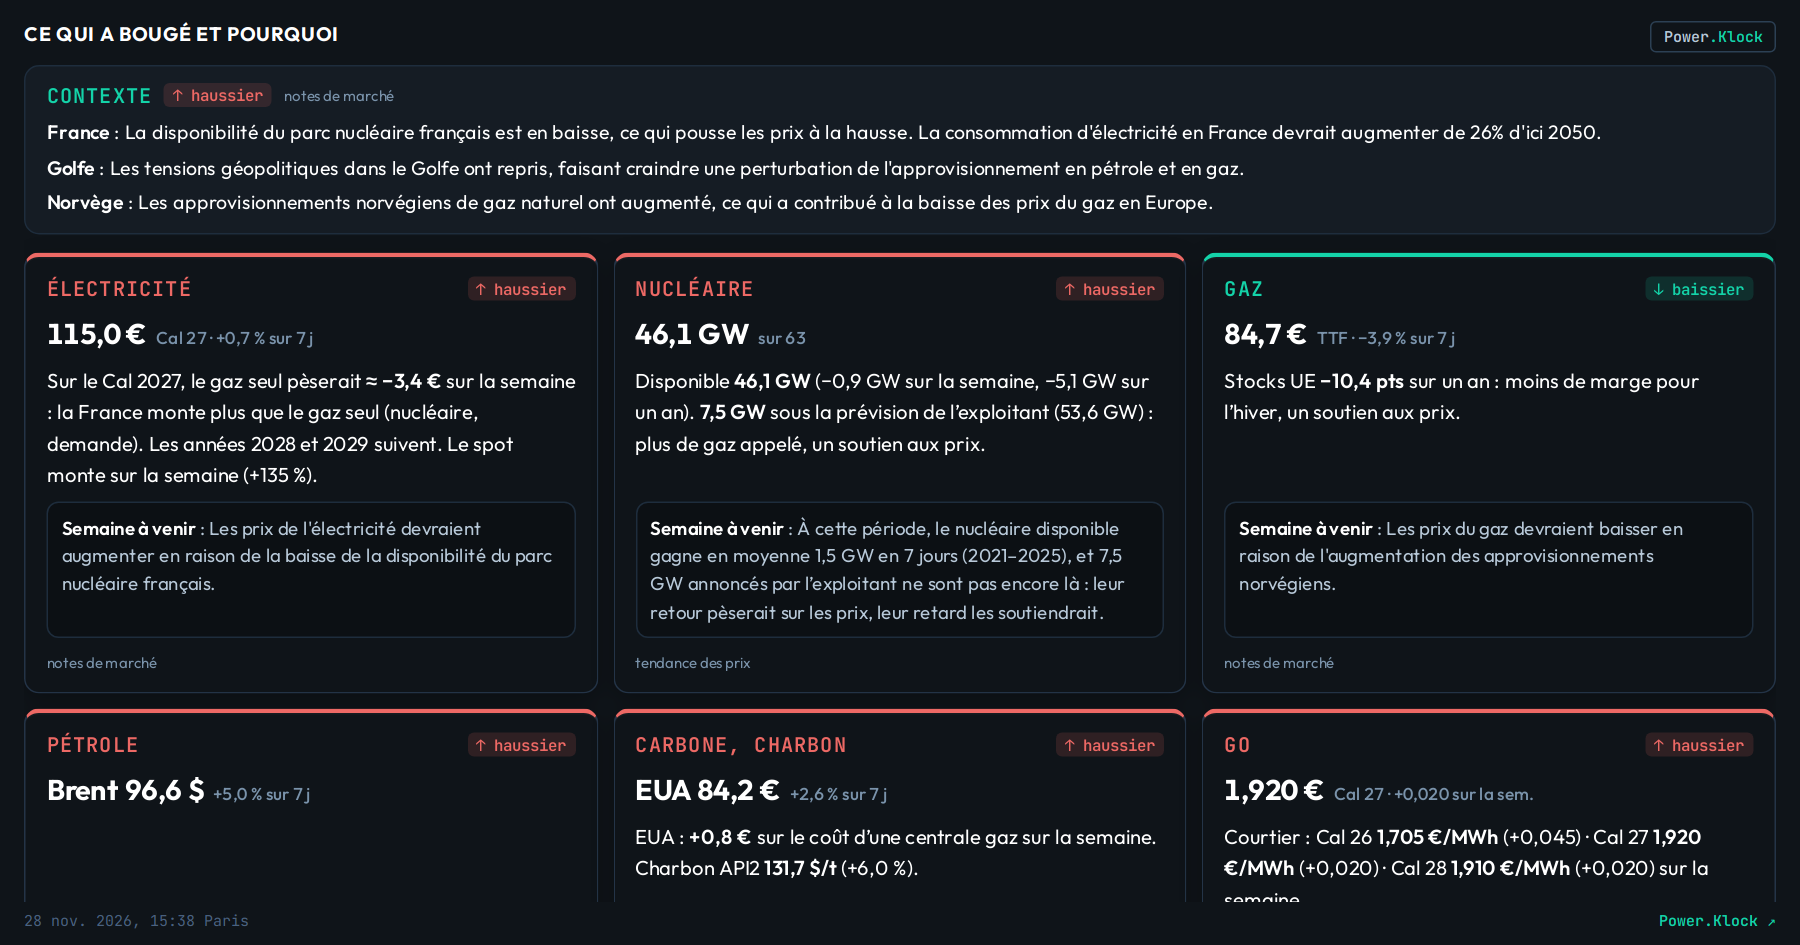 CE QUI A BOUGÉ ET POURQUOI
Power.Klock
CONTEXTE ↑ haussier notes de marché
France : La disponibilité du parc nucléaire français est en baisse, ce qui pousse les prix à la hausse. La consommation d'électricité en France devrait augmenter de 26% d'ici 2050.
Golfe : Les tensions géopolitiques dans le Golfe ont repris, faisant craindre une perturbation de l'approvisionnement en pétrole et en gaz.
Norvège : Les approvisionnements norvégiens de gaz naturel ont augmenté, ce qui a contribué à la baisse des prix du gaz en Europe.
ÉLECTRICITÉ ↑ haussier
115,0 € Cal 27 · +0,7 % sur 7 j
Sur le Cal 2027, le gaz seul pèserait ≈ −3,4 € sur la semaine
: la France monte plus que le gaz seul (nucléaire,
demande). Les années 2028 et 2029 suivent. Le spot
monte sur la semaine (+135 %).
Semaine à venir : Les prix de l'électricité devraient
augmenter en raison de la baisse de la disponibilité du parc
nucléaire français.
notes de marché
NUCLÉAIRE ↑ haussier
46,1 GW sur 63
Disponible 46,1 GW (−0,9 GW sur la semaine, −5,1 GW sur
un an). 7,5 GW sous la prévision de l’exploitant (53,6 GW) :
plus de gaz appelé, un soutien aux prix.
Semaine à venir : À cette période, le nucléaire disponible
gagne en moyenne 1,5 GW en 7 jours (2021–2025), et 7,5
GW annoncés par l’exploitant ne sont pas encore là : leur
retour pèserait sur les prix, leur retard les soutiendrait.
tendance des prix
GAZ ↓ baissier
84,7 € TTF · −3,9 % sur 7 j
Stocks UE −10,4 pts sur un an : moins de marge pour
l’hiver, un soutien aux prix.
Semaine à venir : Les prix du gaz devraient baisser en
raison de l'augmentation des approvisionnements
norvégiens.
notes de marché
PÉTROLE ↑ haussier
Brent 96,6 $ +5,0 % sur 7 j
CARBONE, CHARBON ↑ haussier
EUA 84,2 € +2,6 % sur 7 j
EUA : +0,8 € sur le coût d’une centrale gaz sur la semaine.
Charbon API2 131,7 $/t (+6,0 %).
GO ↑ haussier
1,920 € Cal 27 · +0,020 sur la sem.
Courtier : Cal 26 1,705 €/MWh (+0,045) · Cal 27 1,920
€/MWh (+0,020) · Cal 28 1,910 €/MWh (+0,020) sur la
semaine
28 nov. 2026, 15:38 Paris
Power.Klock ↗